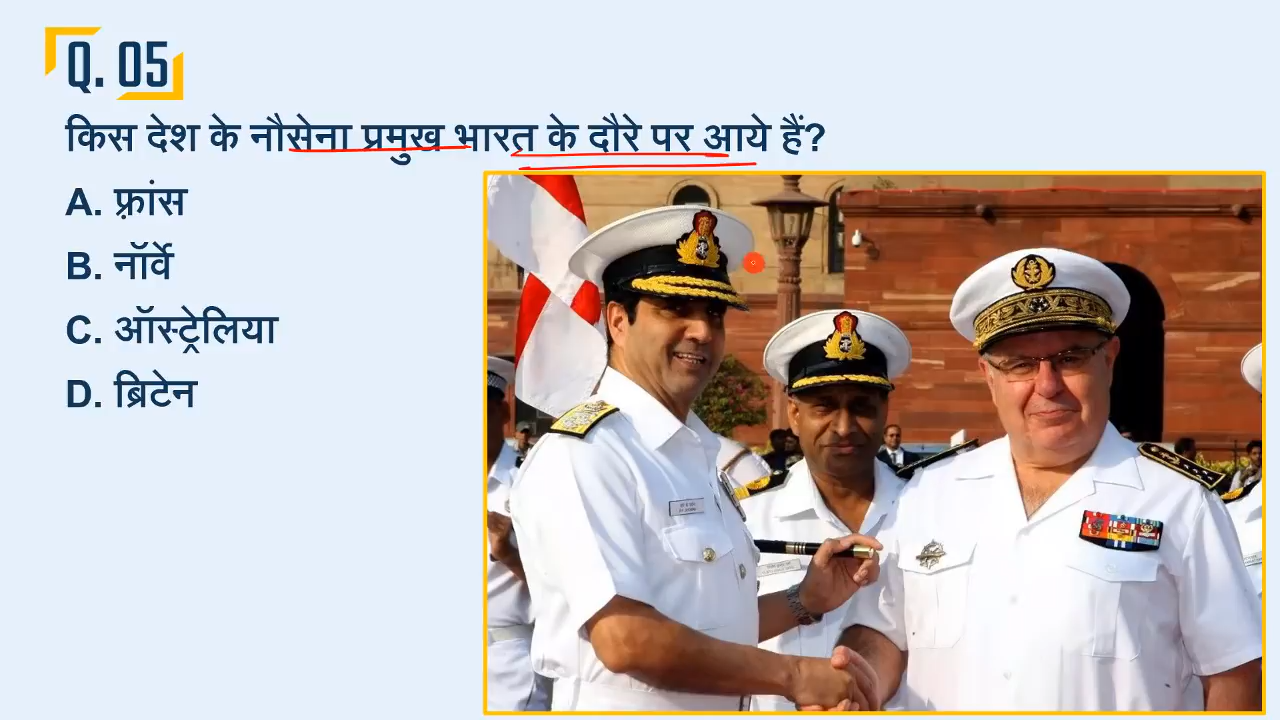 Q. 05
किस देश के नौसेना प्रमुख भारत के दौरे पर आये हैं?
A. फ़्रांस
B. नॉर्वे
C. ऑस्ट्रेलिया
D. ब्रिटेन